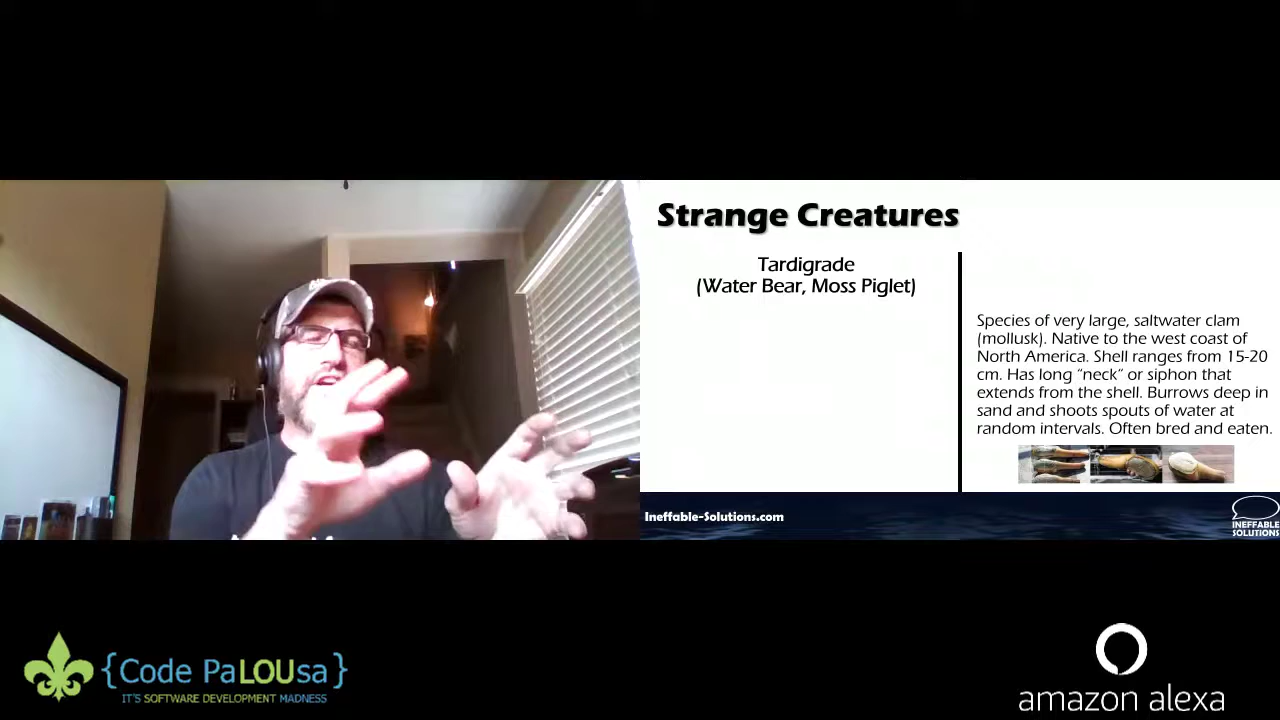 Strange Creatures
Tardigrade
(Water Bear, Moss Piglet)
Species of very large, saltwater clam
(mollusk). Native to the west coast of
North America. Shell ranges from 15-20
cm. Has long “neck” or siphon that
extends from the shell. Burrows deep in
sand and shoots spouts of water at
random intervals. Often bred and eaten.
Ineffable-Solutions.com
INEFFABLE
SOLUTIONS
{Code PaLOUsa}
IT'S SOFTWARE DEVELOPMENT MADNESS
amazon alexa